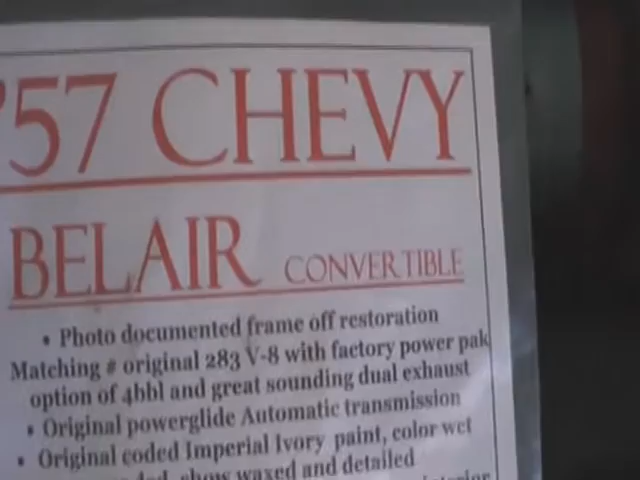 '57 CHEVY
BELAIR CONVERTIBLE
• Photo documented frame off restoration
Matching # original 283 V-8 with factory power pak
option of 4bbl and great sounding dual exhaust
• Original powerglide Automatic transmission
• Original coded Imperial Ivory paint, color wet
show waxed and detailed
interior